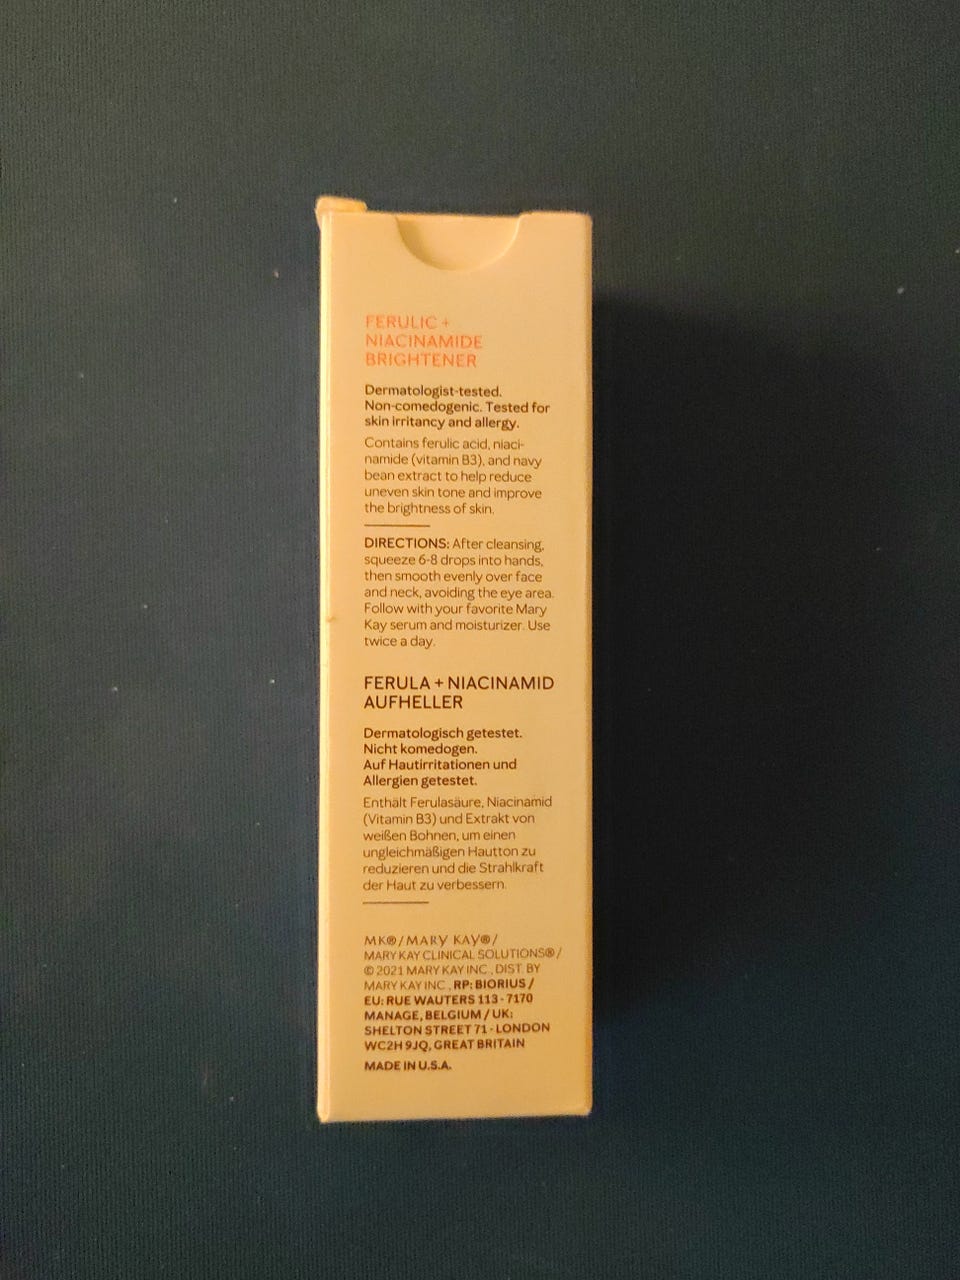 FERULIC +
NIACINAMIDE
BRIGHTENER
Dermatologist-tested.
Non-comedogenic. Tested for
skin irritancy and allergy.
Contains ferulic acid, niaci-
namide (vitamin B3), and navy
bean extract to help reduce
uneven skin tone and improve
the brightness of skin.
DIRECTIONS: After cleansing,
squeeze 6-8 drops into hands,
then smooth evenly over face
and neck, avoiding the eye area.
Follow with your favorite Mary
Kay serum and moisturizer. Use
twice a day.
FERULA + NIACINAMID
AUFHELLER
Dermatologisch getestet.
Nicht komedogen.
Auf Hautirritationen und
Allergien getestet.
Enthält Ferulasäure, Niacinamid
(Vitamin B3) und Extrakt von
weißen Bohnen, um einen
ungleichmäßigen Hautton zu
reduzieren und die Strahlkraft
der Haut zu verbessern.
MK®/MARY KAY®/
MARY KAY CLINICAL SOLUTIONS®/
© 2021 MARY KAY INC., DIST. BY
MARY KAY INC., RP: BIORIUS /
EU: RUE WAUTERS 113 - 7170
MANAGE, BELGIUM / UK:
SHELTON STREET 71 - LONDON
WC2H 9JQ, GREAT BRITAIN
MADE IN U.S.A.